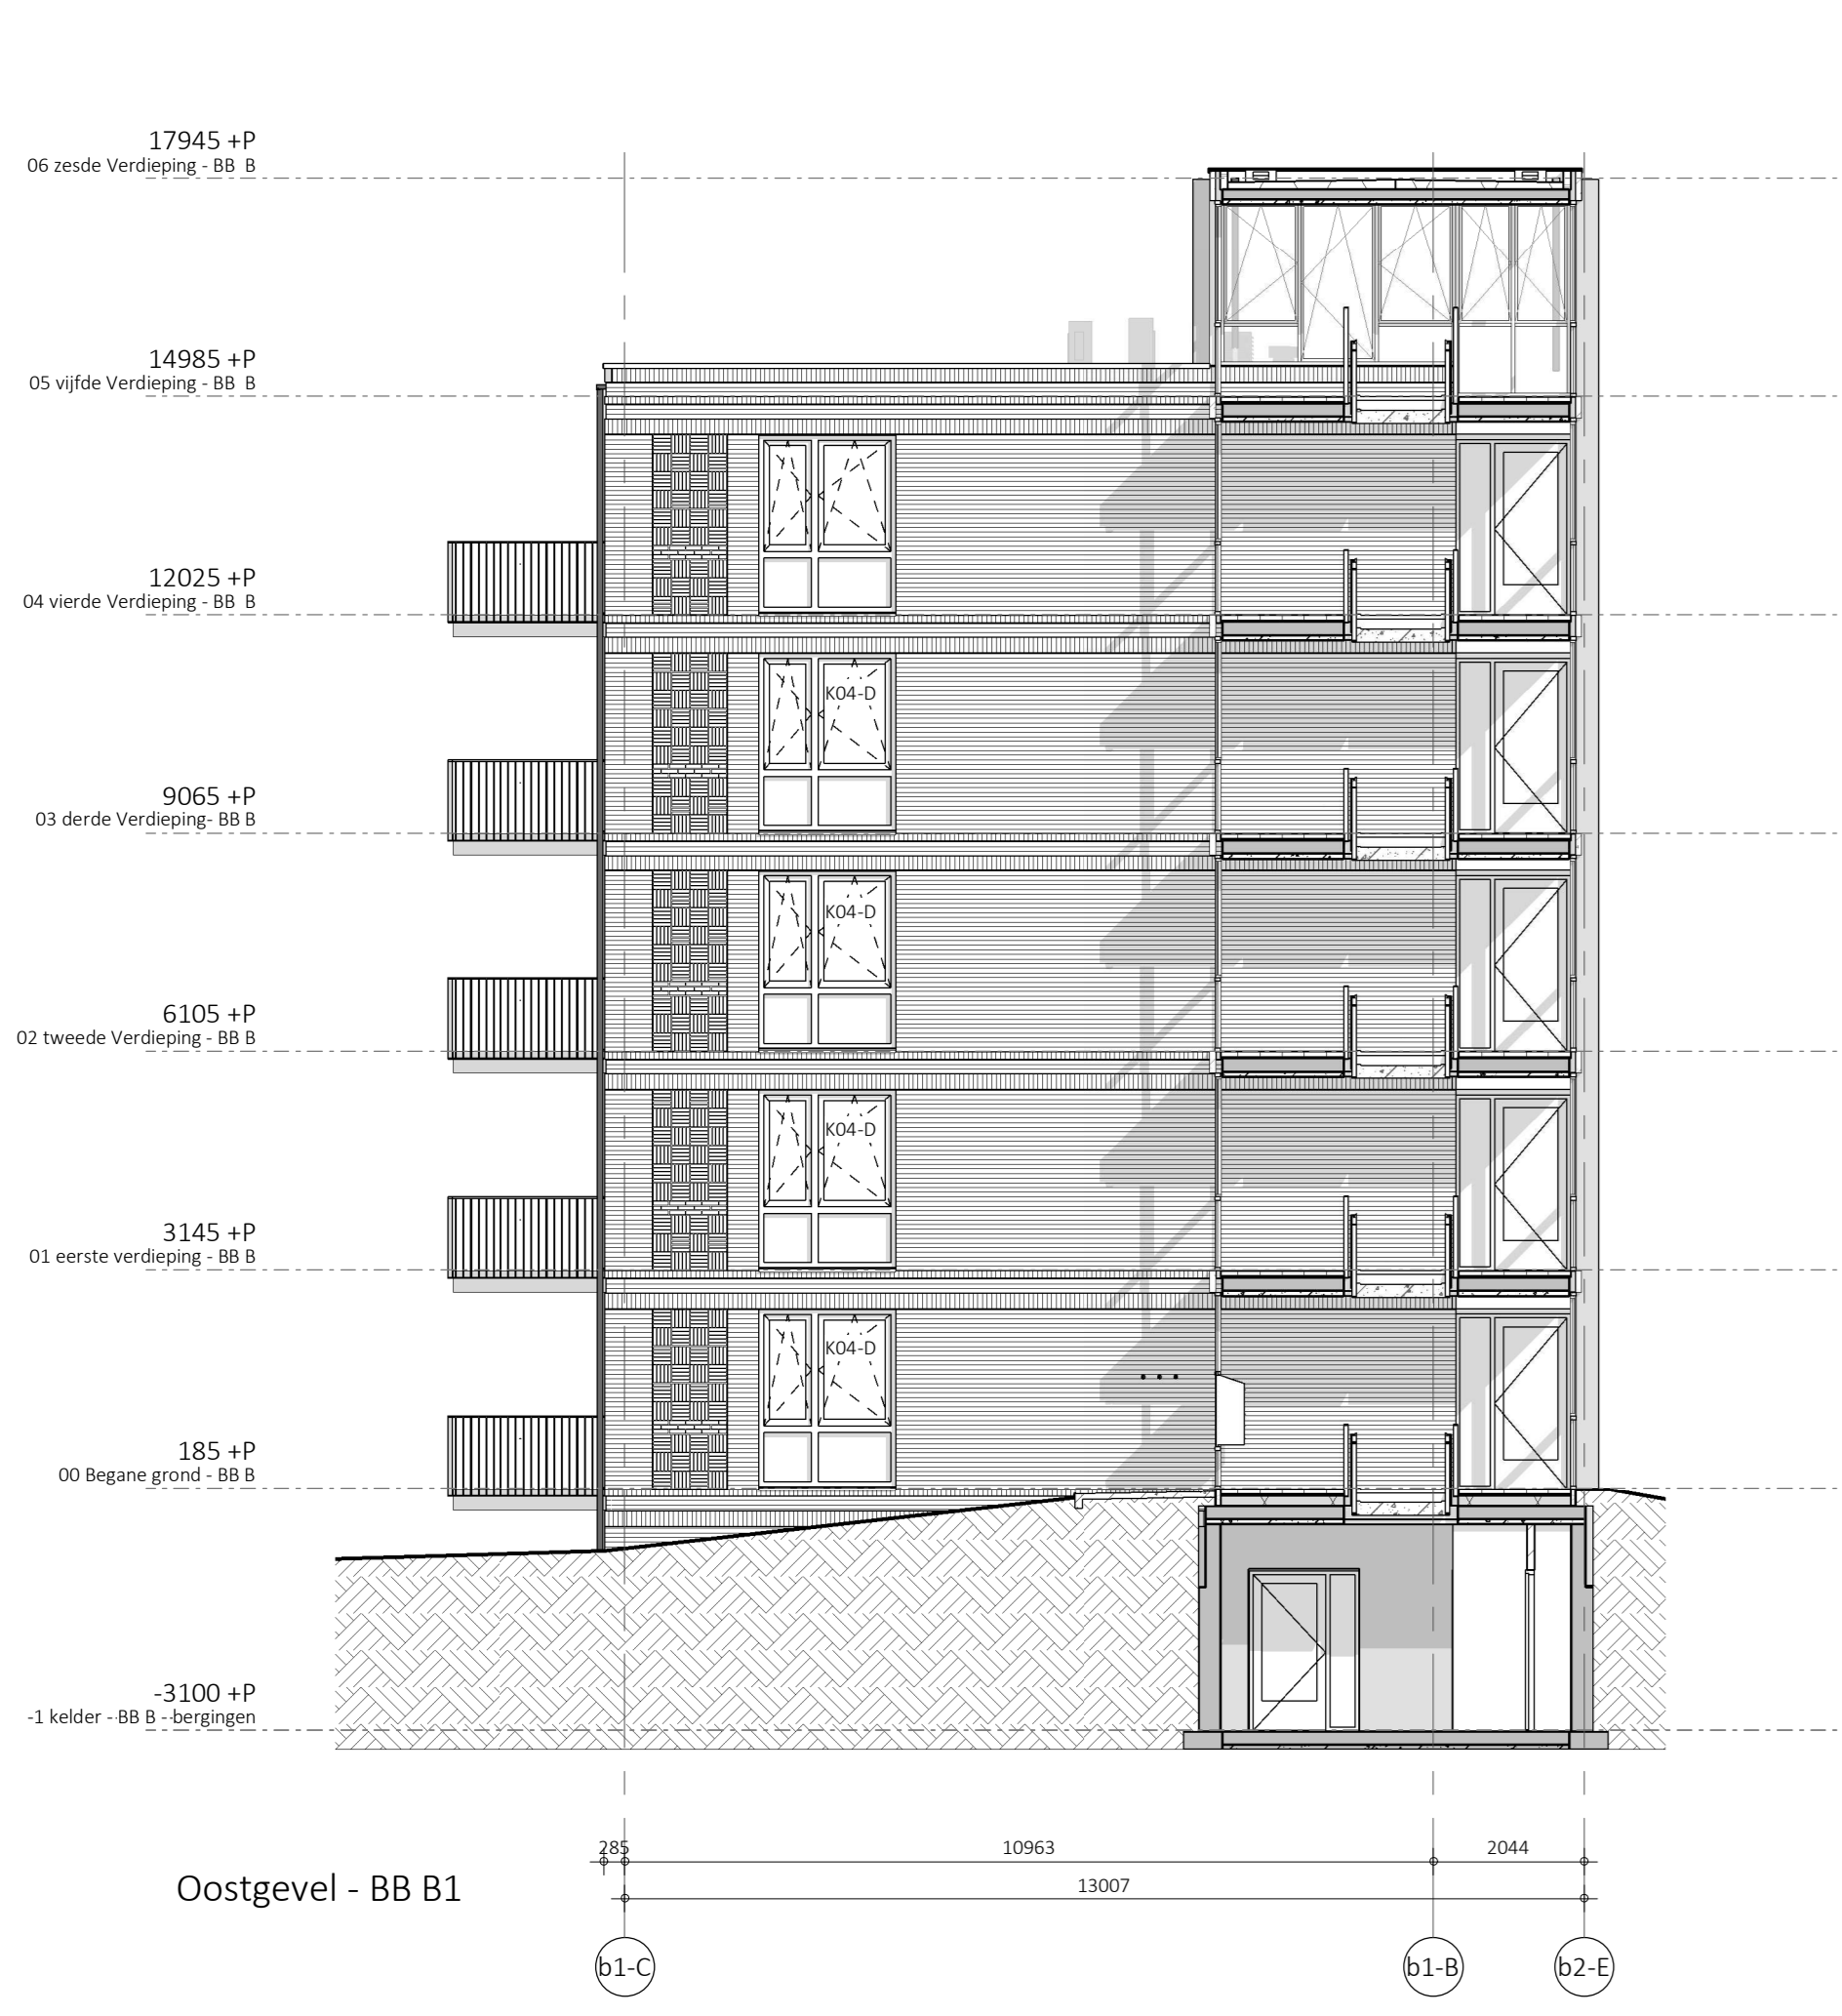 17945 +P
06 zesde Verdieping - BB B
14985 +P
05 vijfde Verdieping - BB B
12025 +P
04 vierde Verdieping - BB B
K04-D
9065 +P
03 derde Verdieping- BB B
K04-D
6105 +P
02 tweede Verdieping - BB B
K04-D
3145 +P
01 eerste verdieping - BB B
K04-D
185 +P
00 Begane grond - BB B
-3100 +P
-1 kelder - BB B - bergingen
285
10963
2044
13007
Oostgevel - BB B1
b1-C
b1-B
b2-E